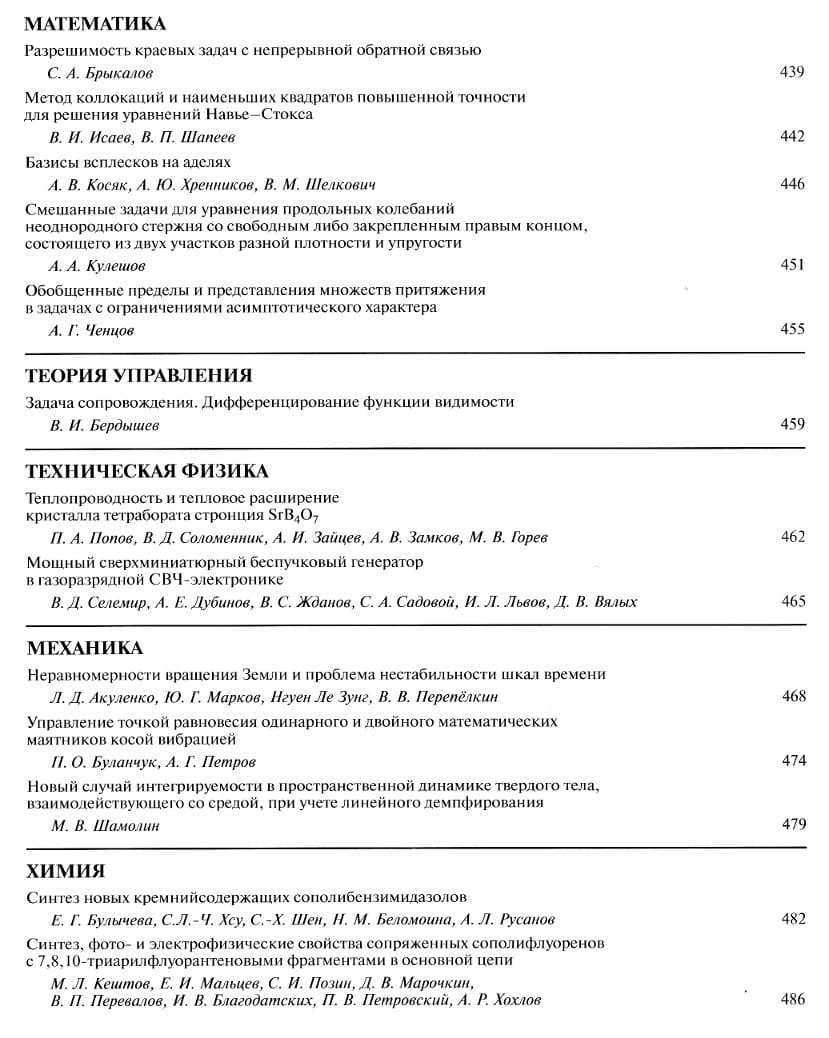 МАТЕМАТИКА
Разрешимость краевых задач с непрерывной обратной связью
С. А. Брыкалов 439
Метод коллокаций и наименьших квадратов повышенной точности
для решения уравнений Навье–Стокса
В. И. Исаев, В. П. Шапеев 442
Базисы всплесков на аделях
А. В. Косяк, А. Ю. Хренников, В. М. Шелкович 446
Смешанные задачи для уравнения продольных колебаний
неоднородного стержня со свободным либо закрепленным правым концом,
состоящего из двух участков разной плотности и упругости
А. А. Кулешов 451
Обобщенные пределы и представления множеств притяжения
в задачах с ограничениями асимптотического характера
А. Г. Ченцов 455
ТЕОРИЯ УПРАВЛЕНИЯ
Задача сопровождения. Дифференцирование функции видимости
В. И. Бердышев 459
ТЕХНИЧЕСКАЯ ФИЗИКА
Теплопроводность и тепловое расширение
кристалла тетрабората стронция SrB₄O₇
П. А. Попов, В. Д. Соломенник, А. И. Зайцев, А. В. Замков, М. В. Горев 462
Мощный сверхминиатюрный беспучковый генератор
в газоразрядной СВЧ-электронике
В. Д. Селемир, А. Е. Дубинов, В. С. Жданов, С. А. Садовой, И. Л. Львов, Д. В. Вялых 465
МЕХАНИКА
Неравномерности вращения Земли и проблема нестабильности шкал времени
Л. Д. Акуленко, Ю. Г. Марков, Нгуен Ле Зунг, В. В. Перепёлкин 468
Управление точкой равновесия одинарного и двойного математических
маятников косой вибрацией
П. О. Буланчук, А. Г. Петров 474
Новый случай интегрируемости в пространственной динамике твердого тела,
взаимодействующего со средой, при учете линейного демпфирования
М. В. Шамолин 479
ХИМИЯ
Синтез новых кремнийсодержащих сополибензимидазолов
Е. Г. Булычева, С.Л.-Ч. Хсу, С.-Х. Шен, Н. М. Беломоина, А. Л. Русанов 482
Синтез, фото- и электрофизические свойства сопряженных сополифлуоренов
с 7,8,10-триарилфлуорантеновыми фрагментами в основной цепи
М. Л. Кештов, Е. И. Мальцев, С. И. Позин, Д. В. Марочкин,
В. П. Перевалов, И. В. Благодатских, П. В. Петровский, А. Р. Хохлов 486